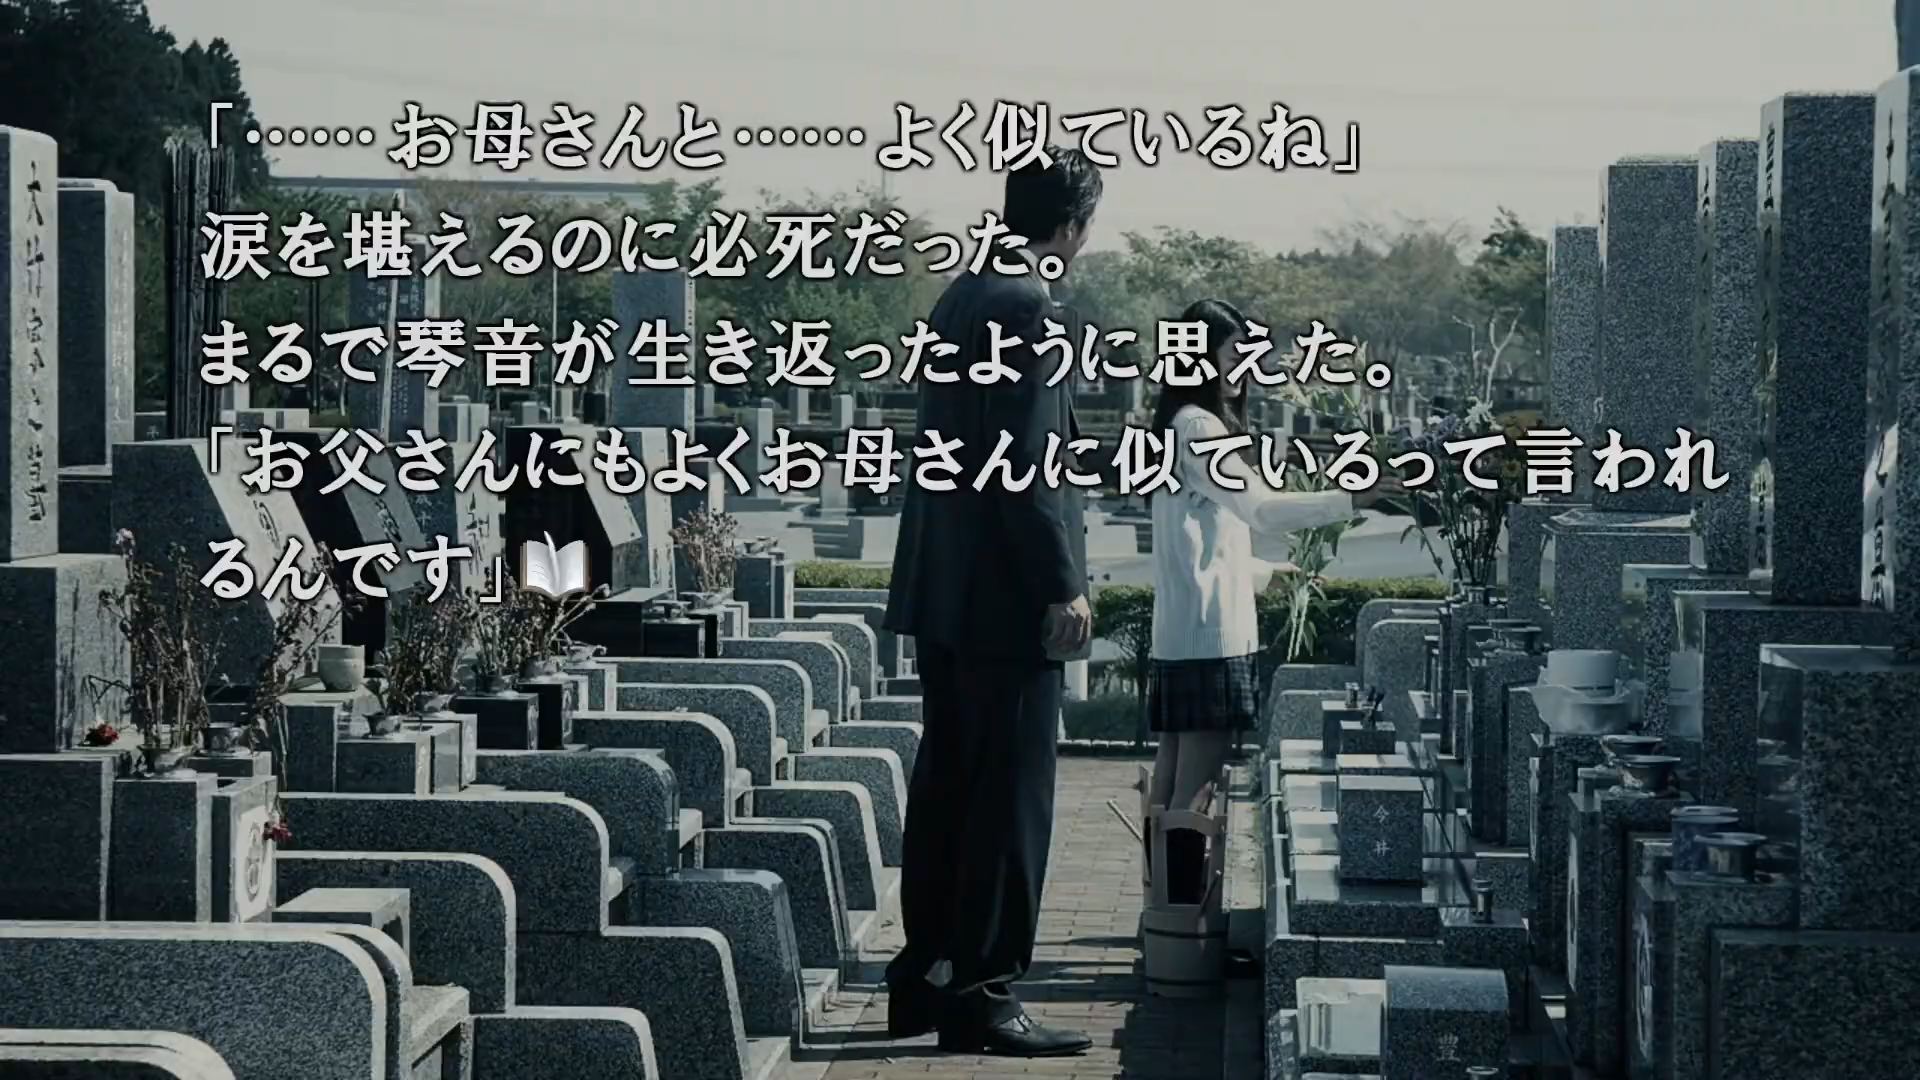 「……お母さんと……よく似ているね」
涙を堪えるのに必死だった。
まるで琴音が生き返ったように思えた。
「お父さんにもよくお母さんに似ているって言われ
るんです」
今井
豊